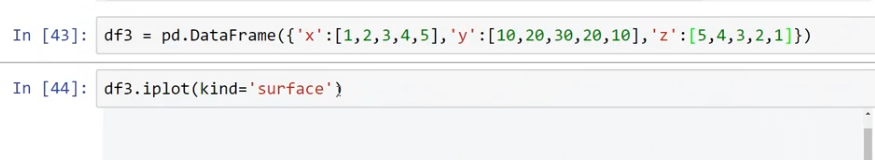 In [43]: df3 = pd.DataFrame({'x':[1,2,3,4,5],'y':[10,20,30,20,10],'z':[5,4,3,2,1]})
In [44]: df3.iplot(kind='surface')